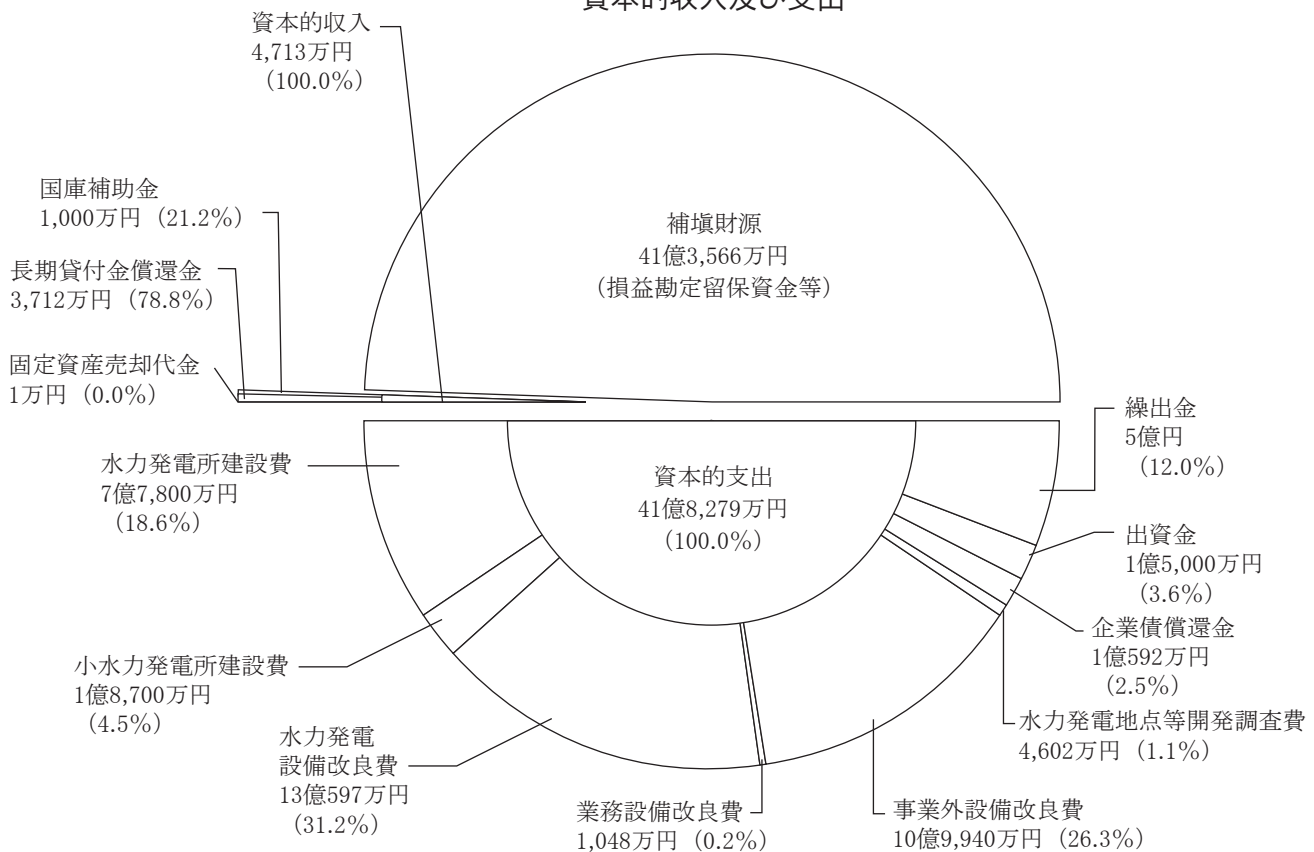 資本的収入及び支出
資本的収入
4,713万円
(100.0%)
国庫補助金
1,000万円 (21.2%)
長期貸付金償還金
3,712万円 (78.8%)
固定資産売却代金
1万円 (0.0%)
補塡財源
41億3,566万円
(損益勘定留保資金等)
資本的支出
41億8,279万円
(100.0%)
水力発電所建設費
7億7,800万円
(18.6%)
小水力発電所建設費
1億8,700万円
(4.5%)
水力発電
設備改良費
13億597万円
(31.2%)
業務設備改良費
1,048万円 (0.2%)
事業外設備改良費
10億9,940万円 (26.3%)
水力発電地点等開発調査費
4,602万円 (1.1%)
企業債償還金
1億592万円
(2.5%)
出資金
1億5,000万円
(3.6%)
繰出金
5億円
(12.0%)